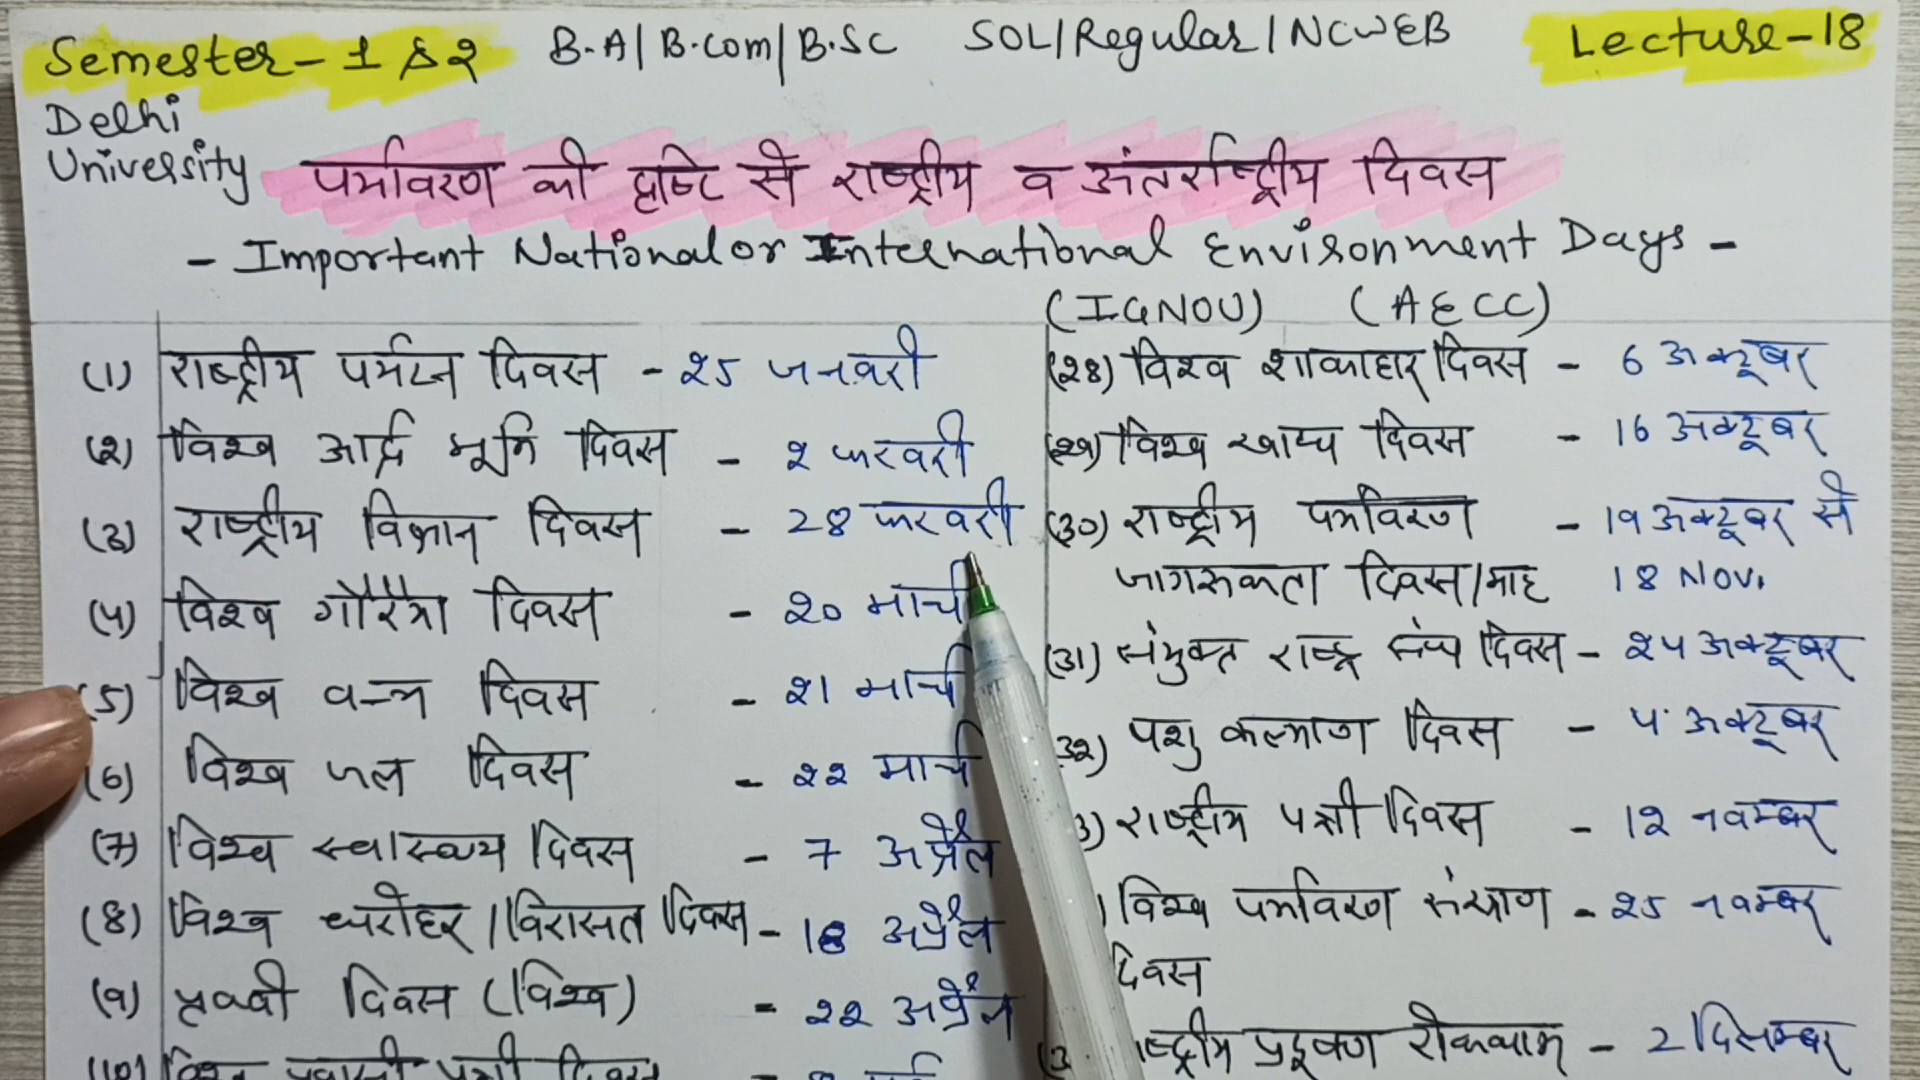 Semester - 1 & 2 B.A/B.Com/B.Sc SOL/Regular/NCWEB Lecture - 18
Delhi
University
पर्यावरण की दृष्टि से राष्ट्रीय व अंतर्राष्ट्रीय दिवस
- Important National or International Environment Days -
(IGNOU) (AECC)
(1) राष्ट्रीय पर्यटन दिवस - 25 जनवरी
(2) विश्व आर्द्र भूमि दिवस - 2 फरवरी
(3) राष्ट्रीय विज्ञान दिवस - 28 फरवरी
(4) विश्व गौरैया दिवस - 20 मार्च
(5) विश्व वन्य दिवस - 21 मार्च
(6) विश्व जल दिवस - 22 मार्च
(7) विश्व स्वास्थ्य दिवस - 7 अप्रैल
(8) विश्व धरोहर/विरासत दिवस - 18 अप्रैल
(9) पृथ्वी दिवस (विश्व) - 22 अप्रैल
(10) विश्व प्रवासी पक्षी दिवस -
(28) विश्व शाकाहार दिवस - 6 अक्टूबर
(29) विश्व खाद्य दिवस - 16 अक्टूबर
(30) राष्ट्रीय पर्यावरण - 19 अक्टूबर से
जागरूकता दिवस/माह 18 Nov.
(31) संयुक्त राष्ट्र संघ दिवस - 24 अक्टूबर
32) पशु कल्याण दिवस - 4 अक्टूबर
3) राष्ट्रीय पक्षी दिवस - 12 नवम्बर
) विश्व पर्यावरण संरक्षण - 25 नवम्बर
दिवस
(3 राष्ट्रीय प्रदूषण रोकथाम - 2 दिसम्बर